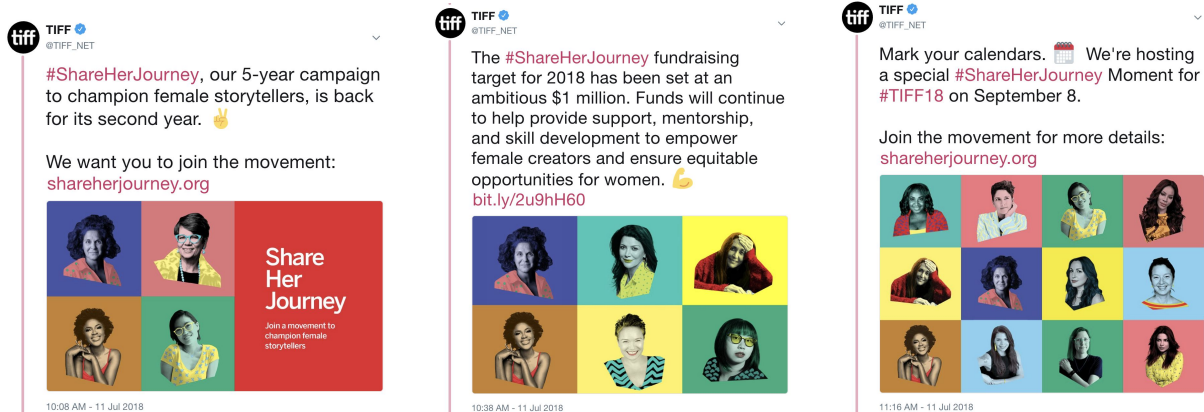 tiff
TIFF
@TIFF_NET
#ShareHerJourney, our 5-year campaign
to champion female storytellers, is back
for its second year. ✌️
We want you to join the movement:
shareherjourney.org
Share
Her
Journey
Join a movement to
champion female
storytellers
10:08 AM - 11 Jul 2018
tiff
TIFF
@TIFF_NET
The #ShareHerJourney fundraising
target for 2018 has been set at an
ambitious $1 million. Funds will continue
to help provide support, mentorship,
and skill development to empower
female creators and ensure equitable
opportunities for women. 💪
bit.ly/2u9hH60
10:38 AM - 11 Jul 2018
tiff
TIFF
@TIFF_NET
Mark your calendars. 🗓️ We're hosting
a special #ShareHerJourney Moment for
#TIFF18 on September 8.
Join the movement for more details:
shareherjourney.org
11:16 AM - 11 Jul 2018